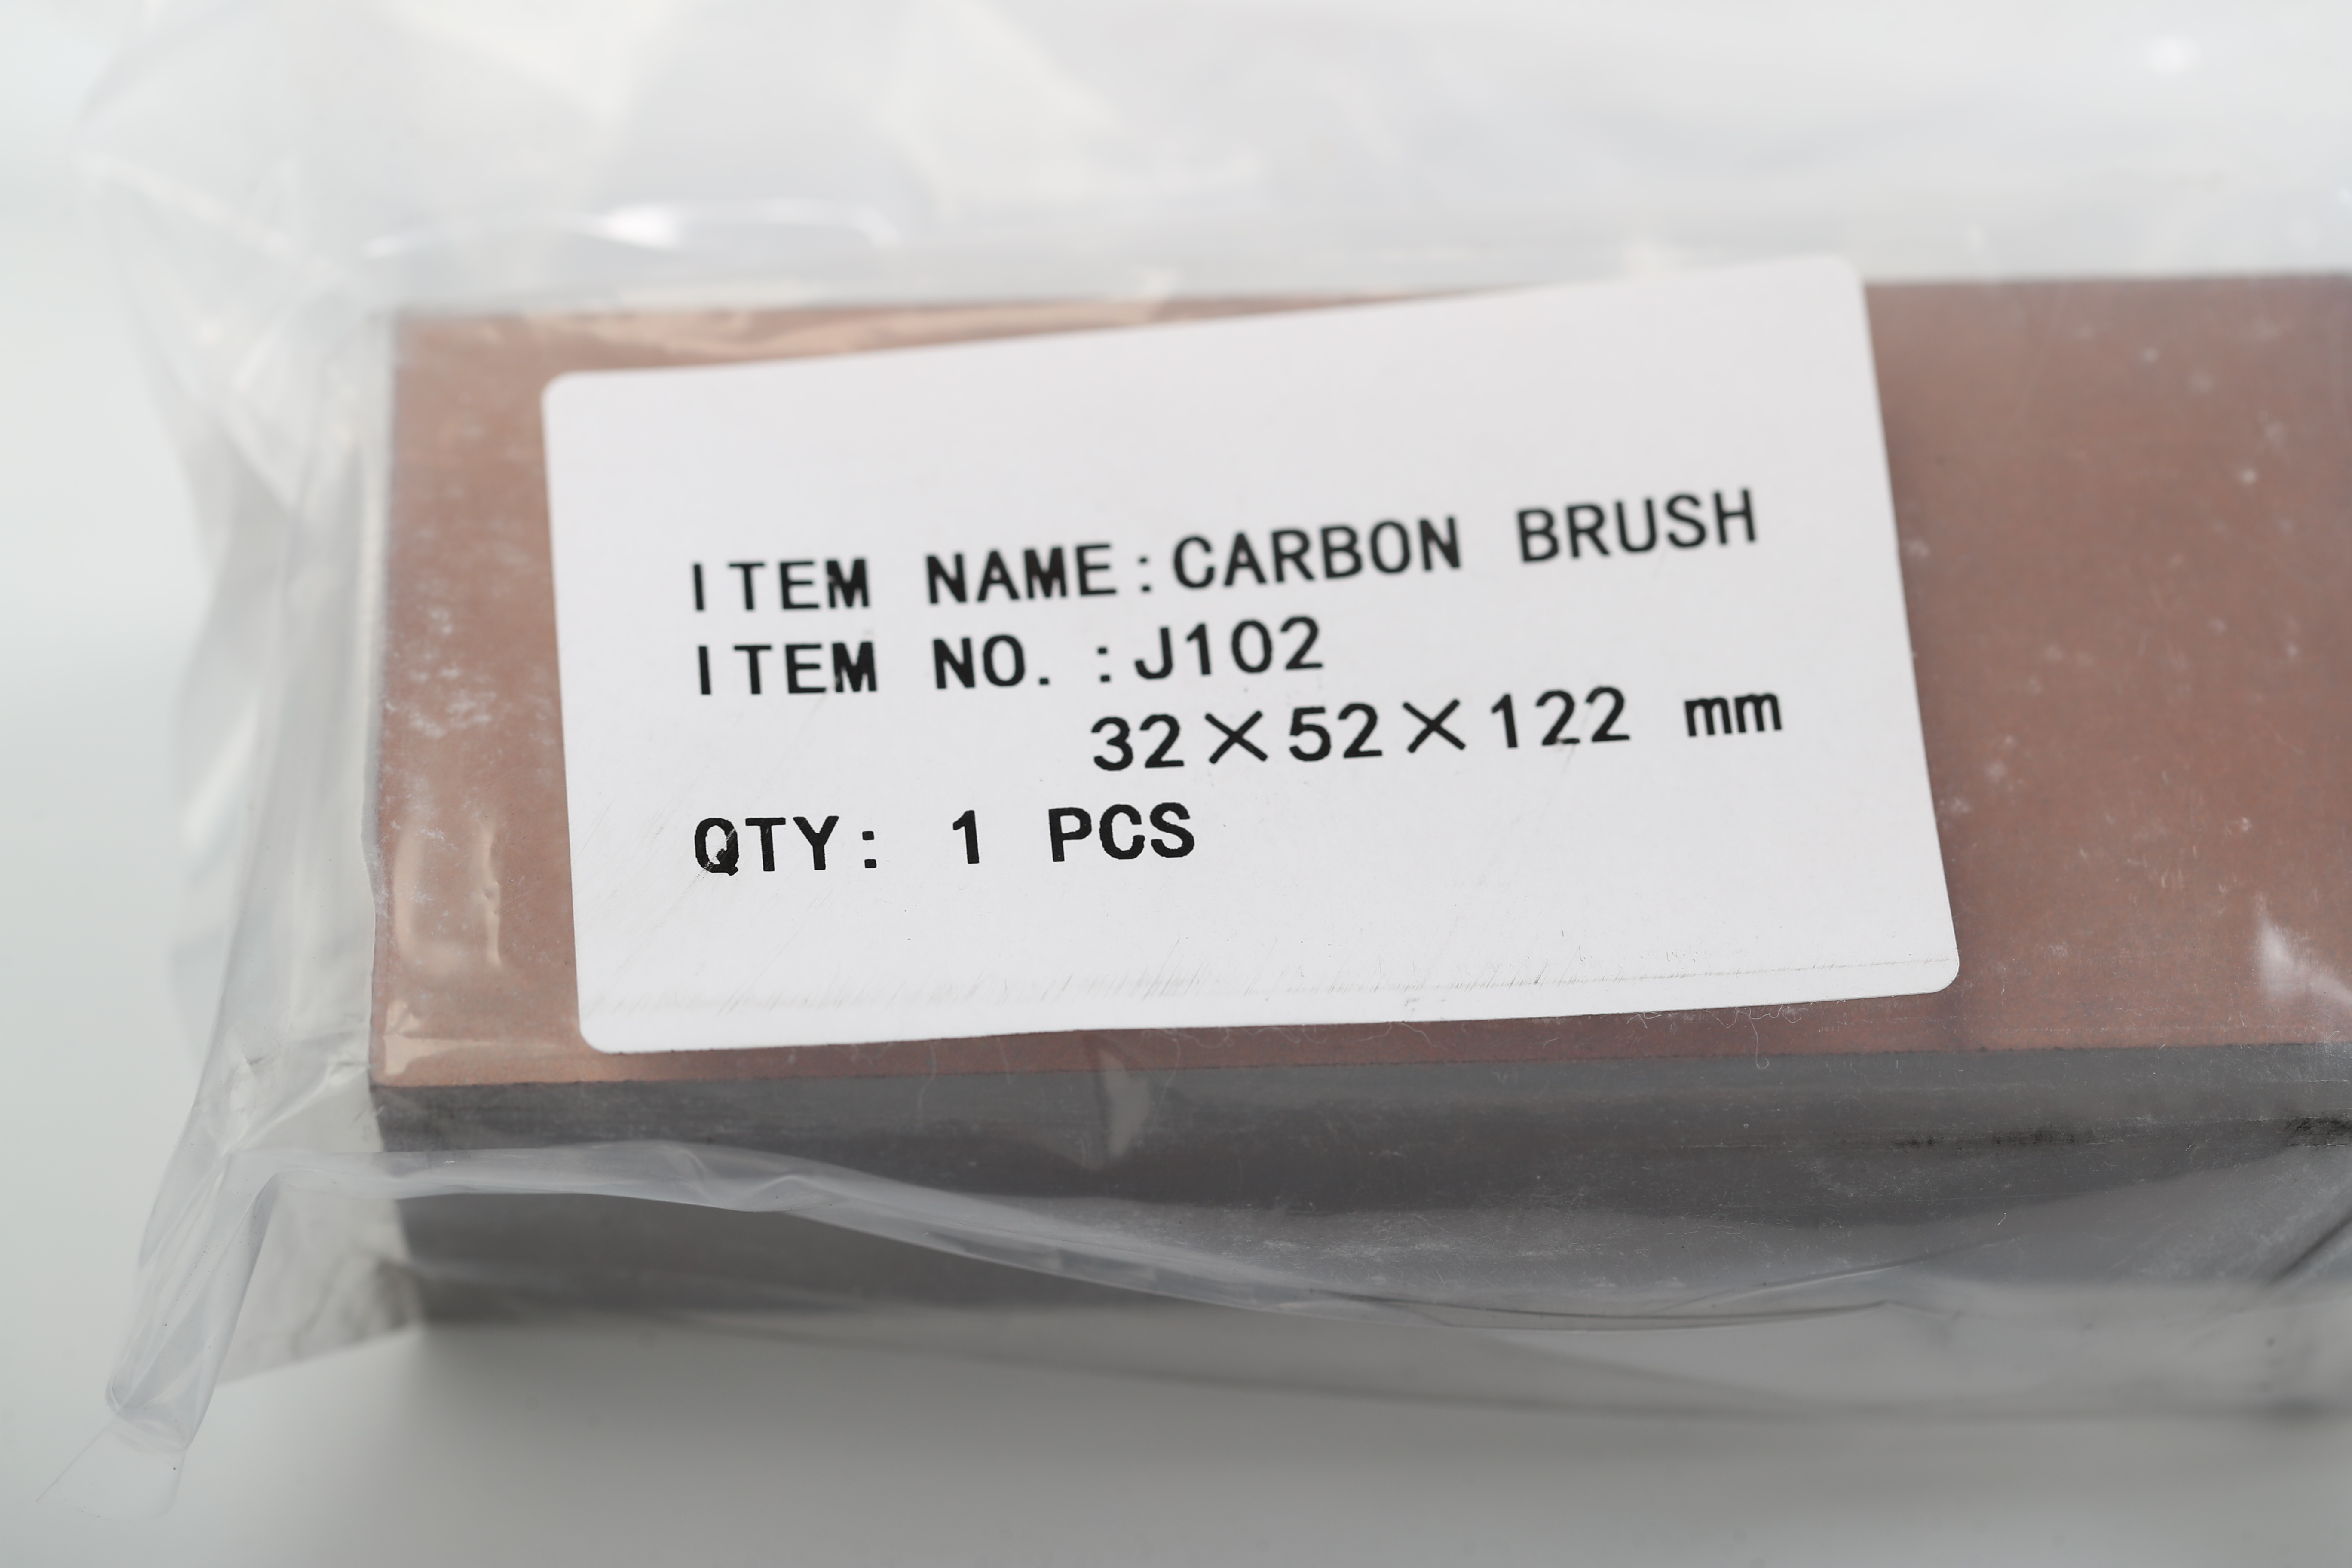 ITEM NAME:CARBON BRUSH
ITEM NO. :J102
32×52×122 mm
QTY: 1 PCS